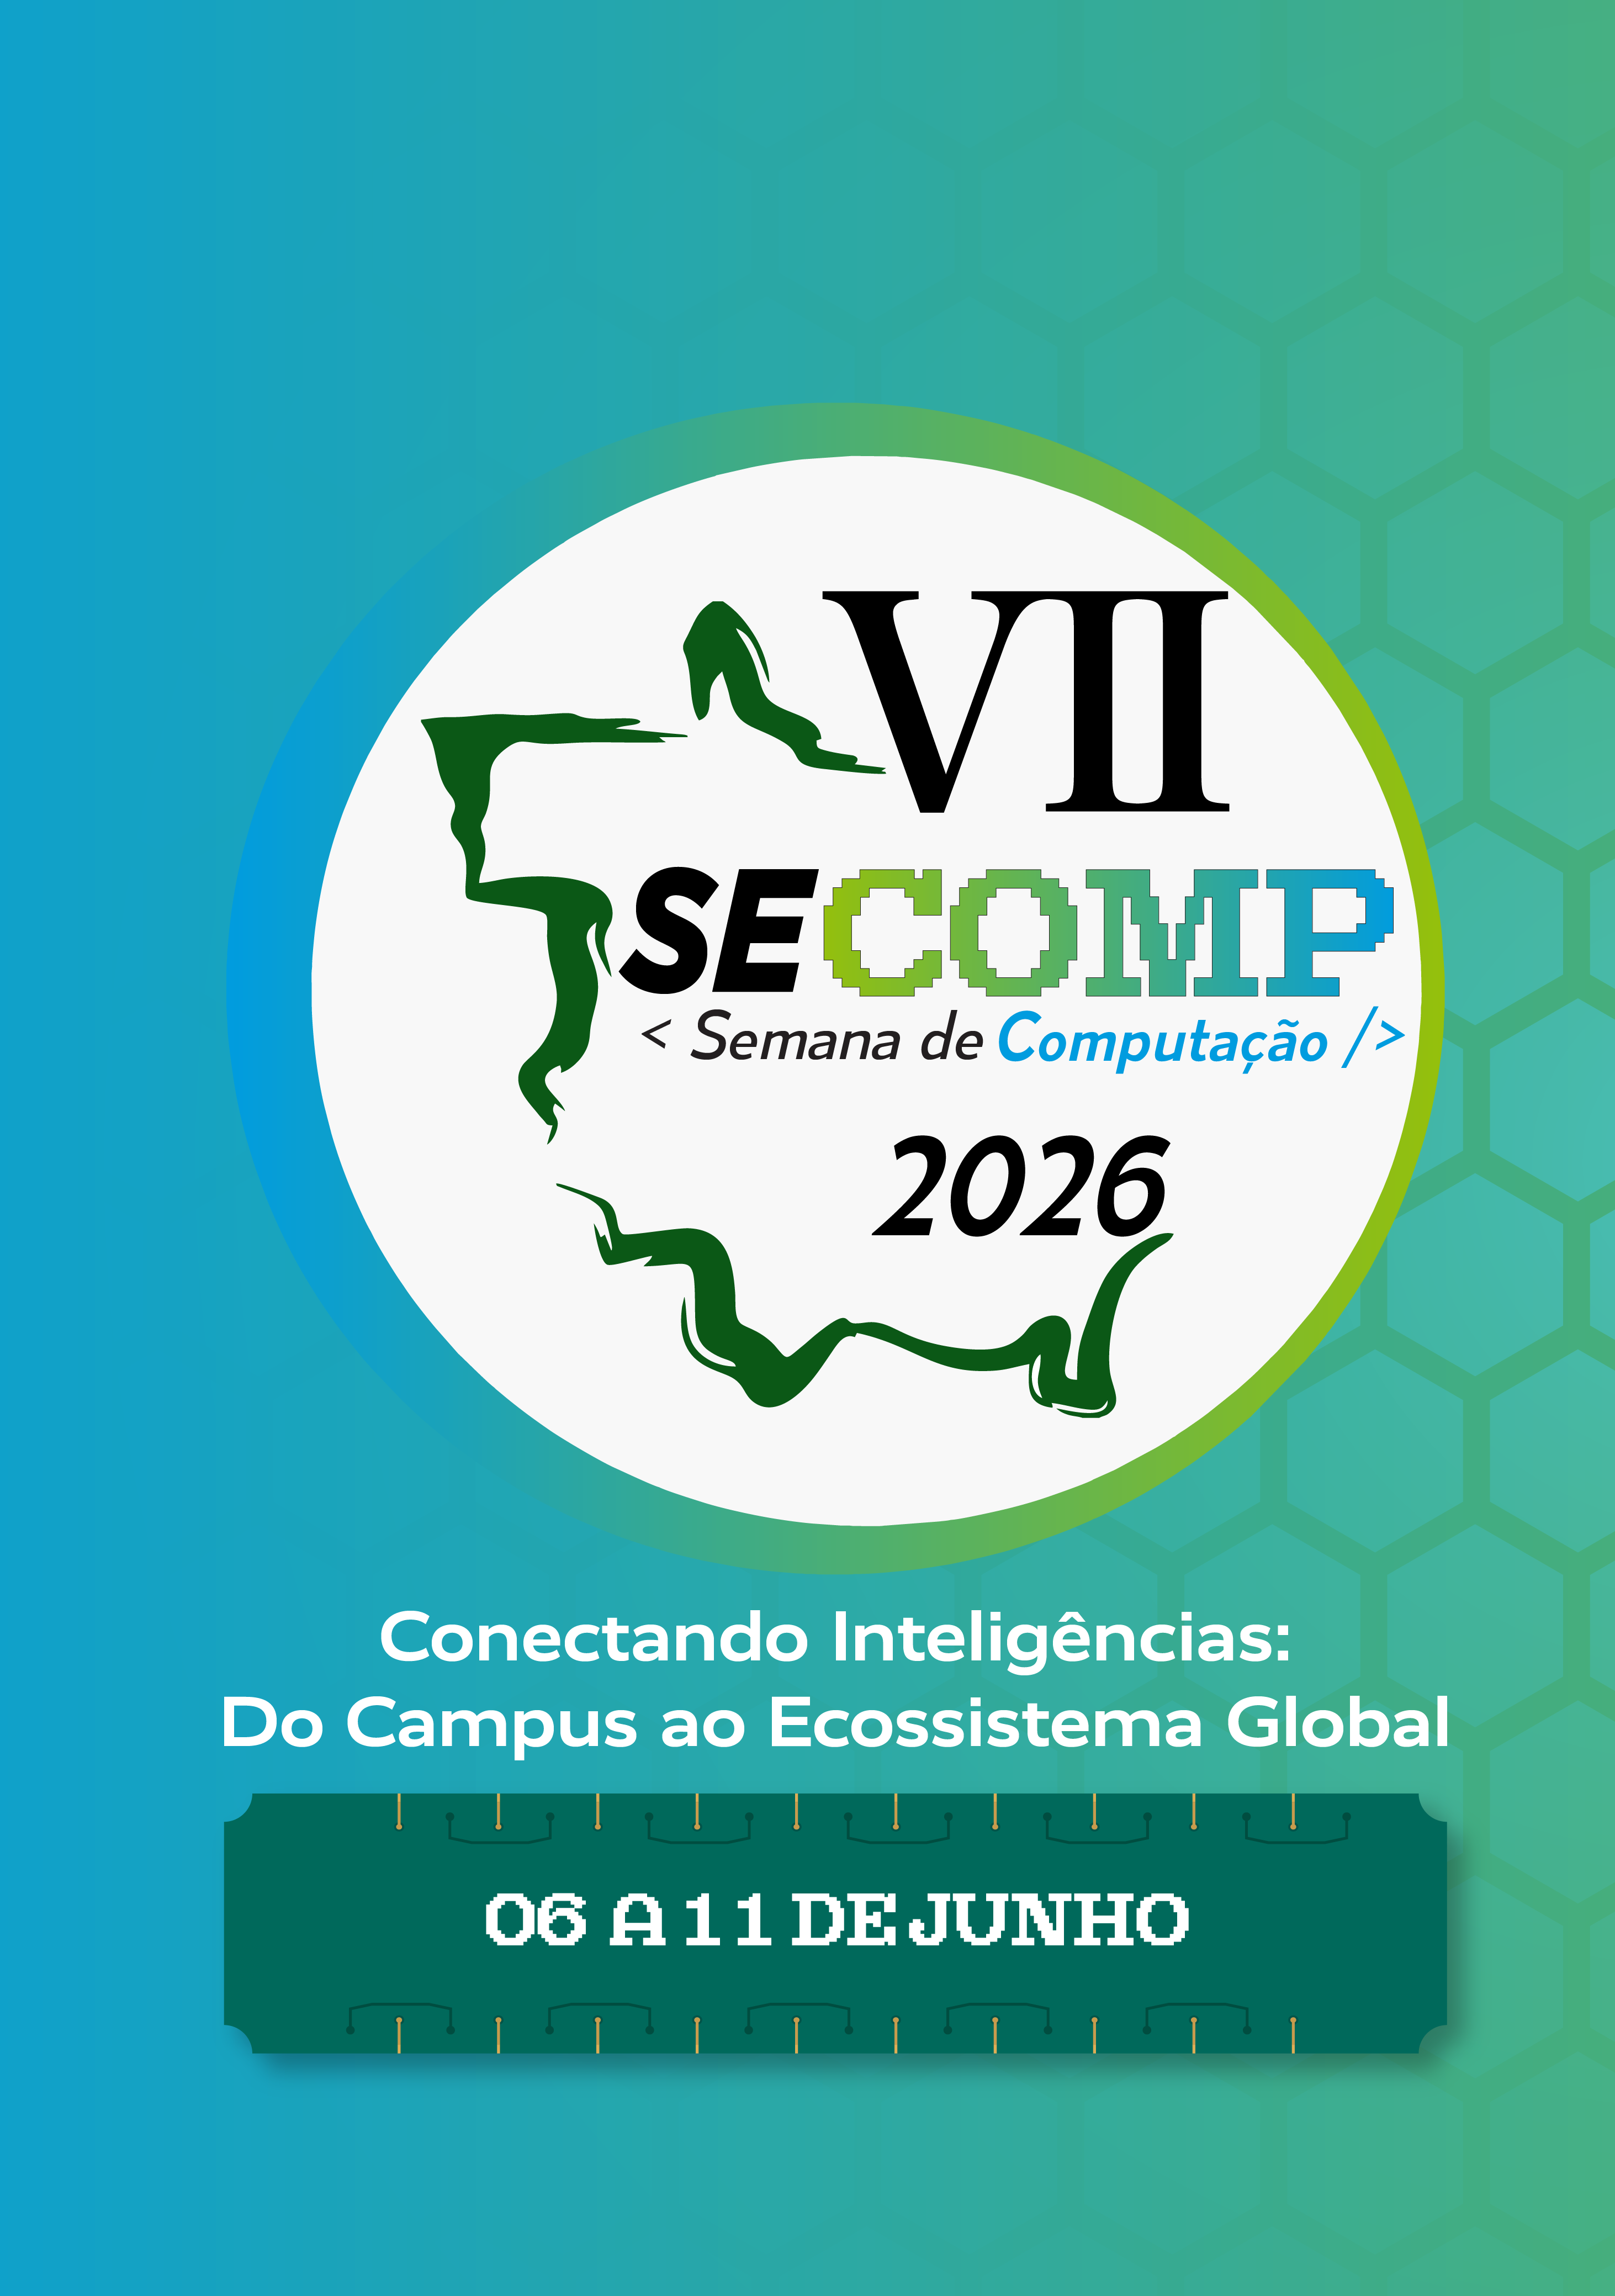 VII
SECOMP
< Semana de Computação />
2026
Conectando Inteligências:
Do Campus ao Ecossistema Global
06 A 11 DE JUNHO